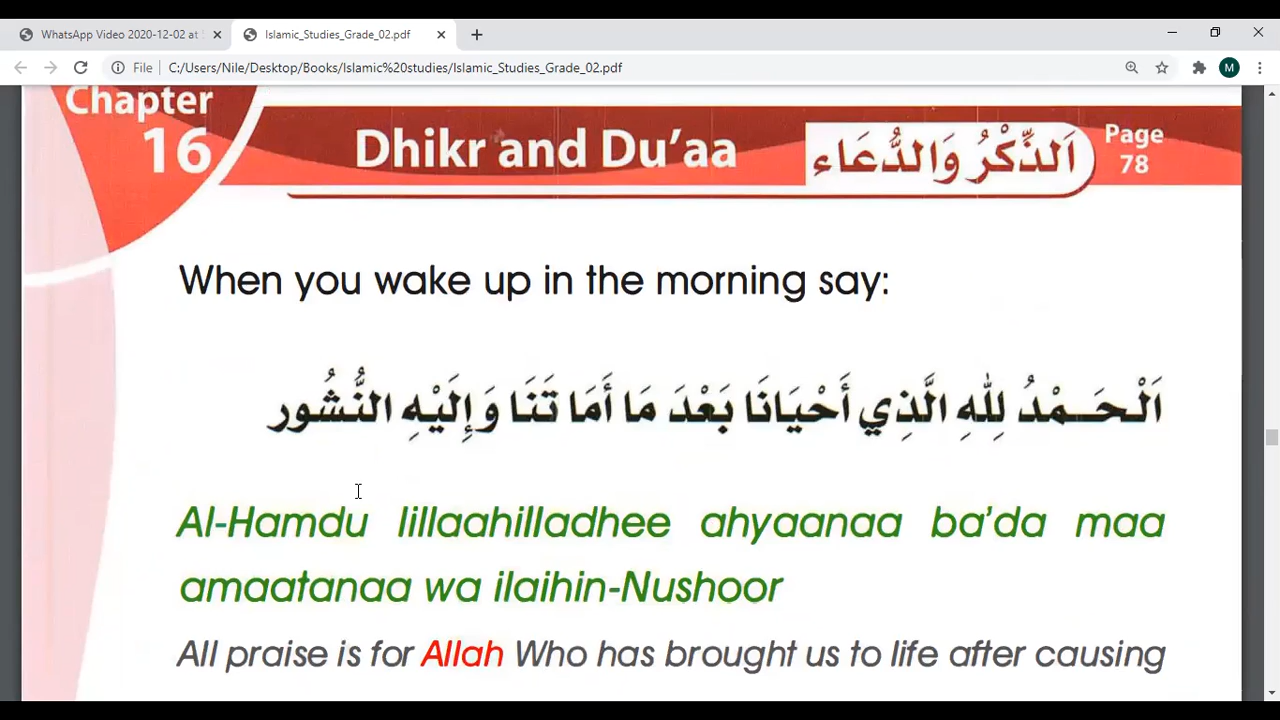 WhatsApp Video 2020-12-02 at
Islamic_Studies_Grade_02.pdf
File
C:/Users/Nile/Desktop/Books/Islamic%20studies/Islamic_Studies_Grade_02.pdf
M
Chapter
16
Dhikr and Du'aa
اَلذِّكْرُ وَالدُّعَاء
Page
78
When you wake up in the morning say:
اَلْحَـمْدُ لِلّٰهِ الَّذِي أَحْيَانَا بَعْدَ مَا أَمَا تَنَا وَإِلَيْهِ النُّشُور
Al-Hamdu lillaahilladhee ahyaanaa ba'da maa
amaatanaa wa ilaihin-Nushoor
All praise is for Allah Who has brought us to life after causing